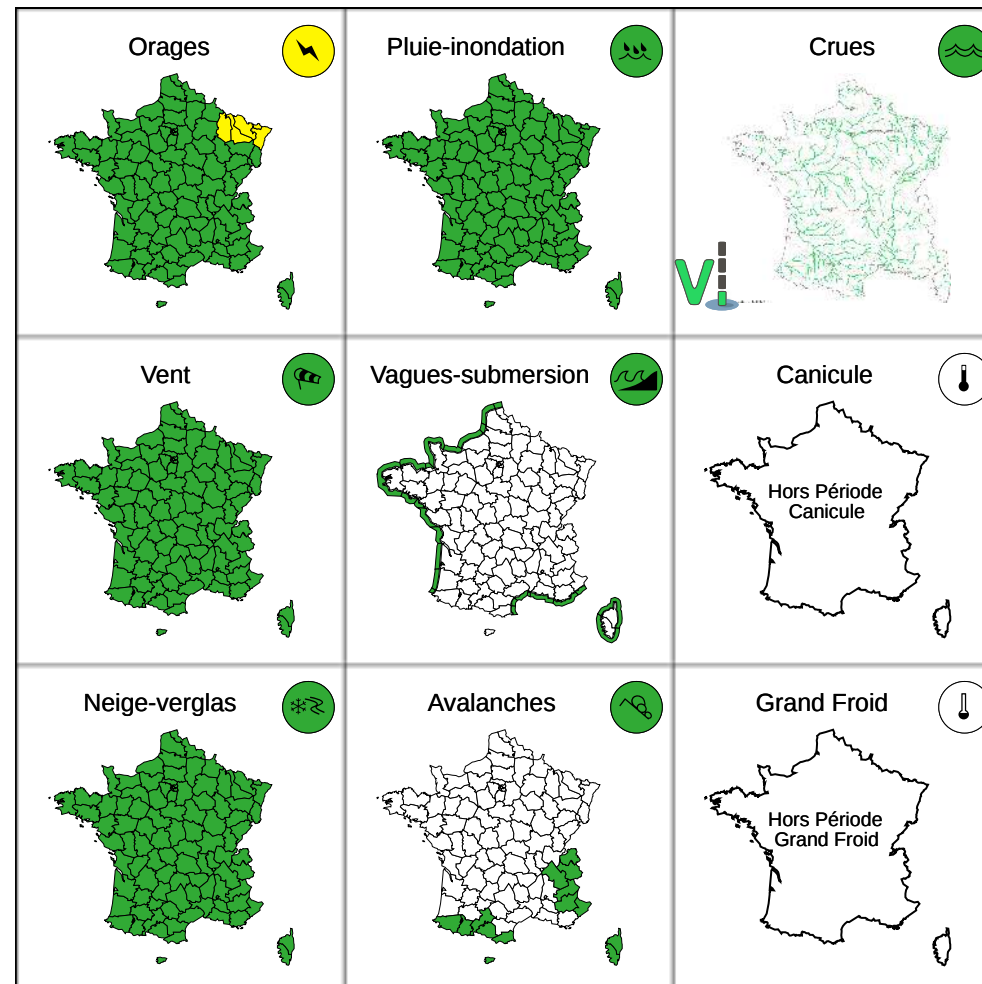 Orages
Pluie-inondation
Crues
Vi
Vent
Vagues-submersion
Canicule
Hors Période
Canicule
Neige-verglas
Avalanches
Grand Froid
Hors Période
Grand Froid